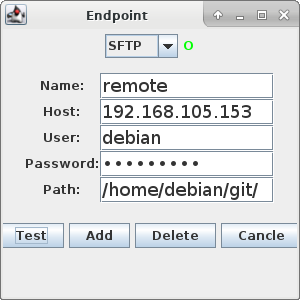 Endpoint
SFTP O
Name: remote
Host: 192.168.105.153
User: debian
Password: •••••••••
Path: /home/debian/git/
Test Add Delete Cancle